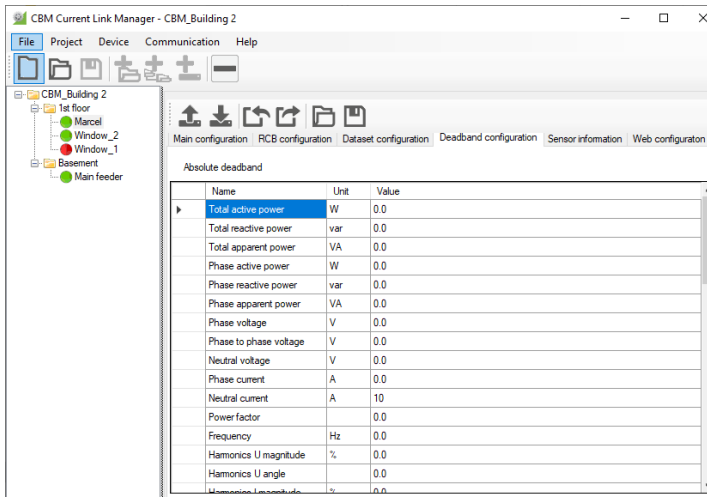 CBM Current Link Manager - CBM_Building 2
File Project Device Communication Help
CBM_Building 2
1st floor
Marcel
Window_2
Window_1
Basement
Main feeder
Main configuration RCB configuration Dataset configuration Deadband configuration Sensor information Web configuraton
Absolute deadband
Name Unit Value
Total active power W 0.0
Total reactive power var 0.0
Total apparent power VA 0.0
Phase active power W 0.0
Phase reactive power var 0.0
Phase apparent power VA 0.0
Phase voltage V 0.0
Phase to phase voltage V 0.0
Neutral voltage V 0.0
Phase current A 0.0
Neutral current A 10
Power factor 0.0
Frequency Hz 0.0
Harmonics U magnitude % 0.0
Harmonics U angle 0.0
Harmonics I magnitude % 0.0